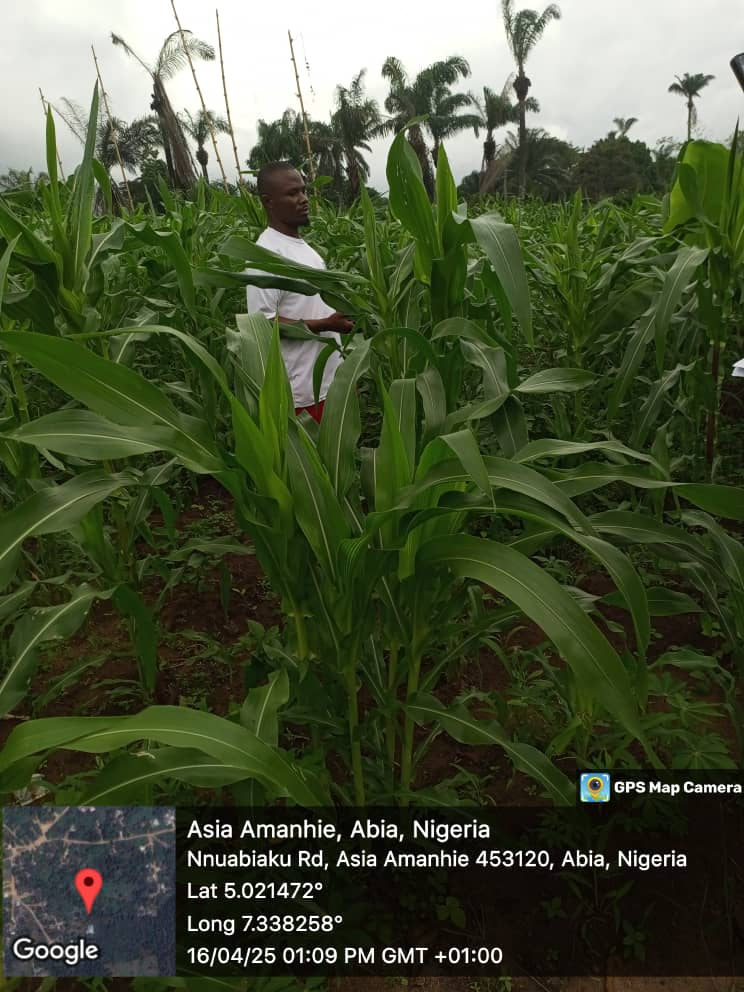 GPS Map Camera
Asia Amanhie, Abia, Nigeria
Nnuabiaku Rd, Asia Amanhie 453120, Abia, Nigeria
Lat 5.021472°
Long 7.338258°
16/04/25 01:09 PM GMT +01:00
Google